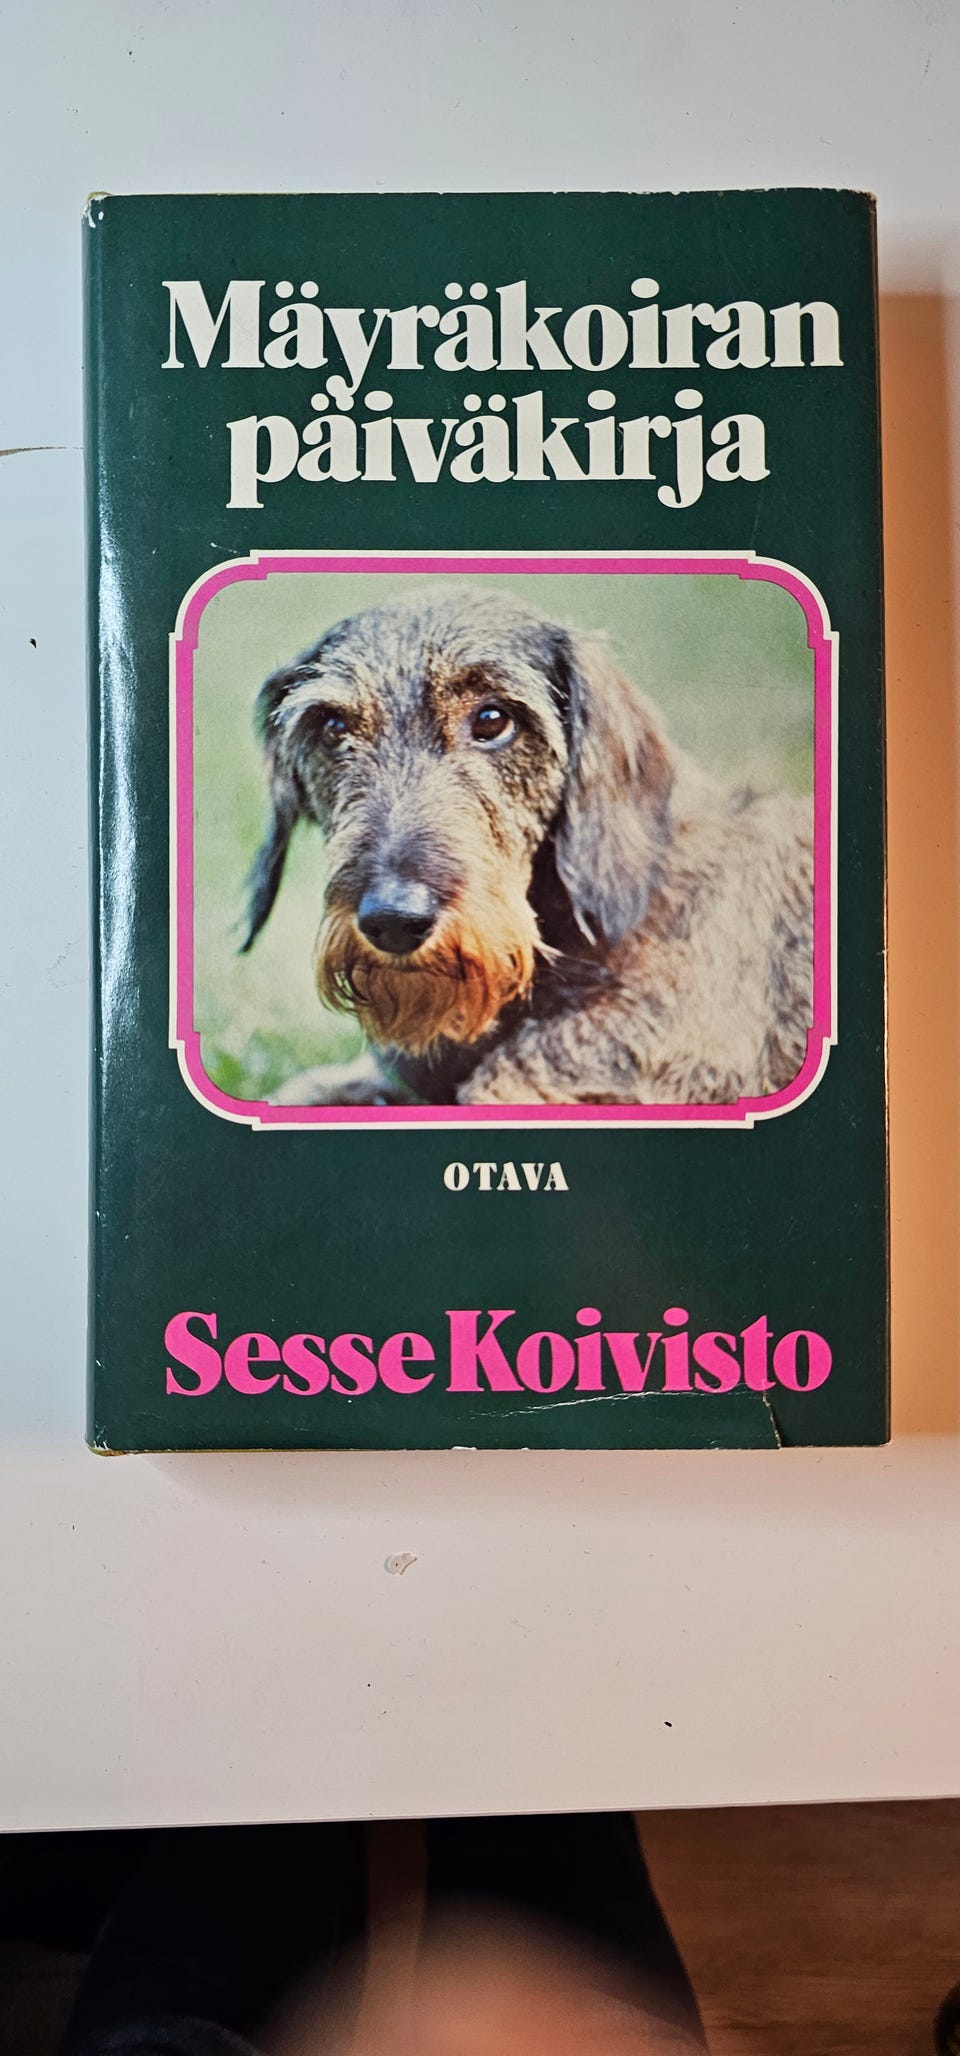 Mäyräkoiran
päiväkirja
OTAVA
Sesse Koivisto